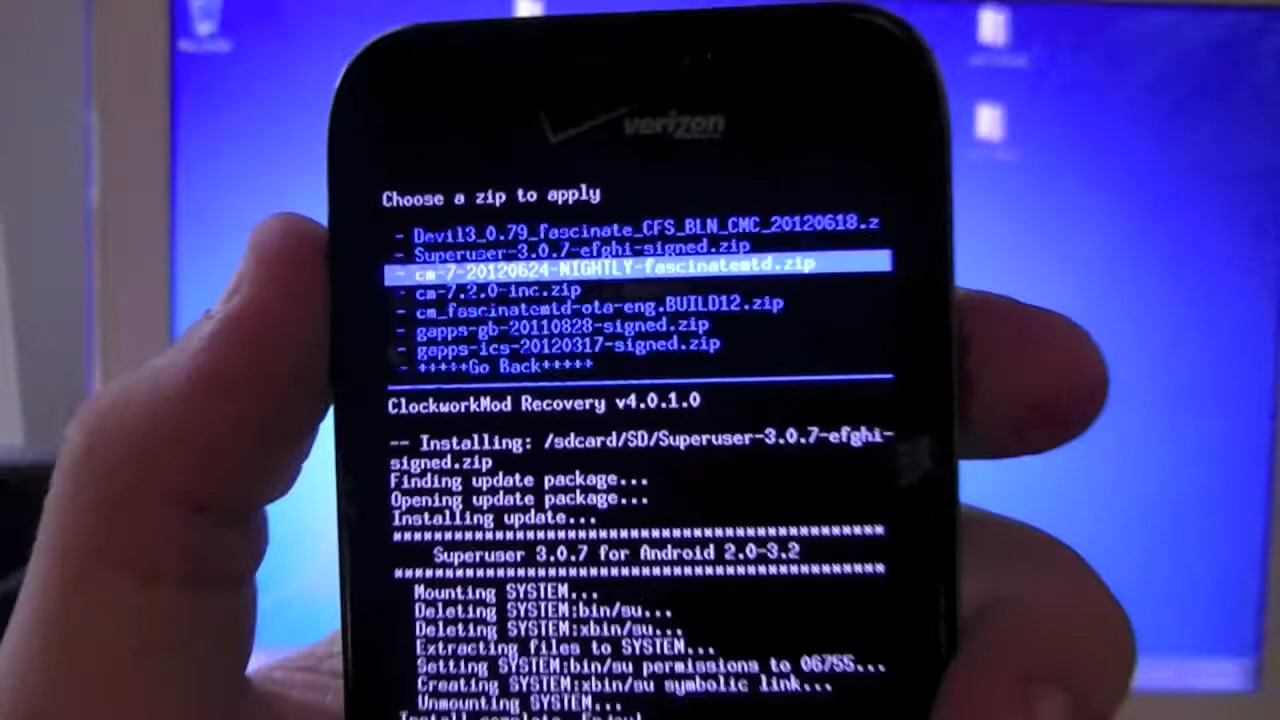 verizon
Choose a zip to apply
- Devil3_0.79_fascinate_CFS_BLN_CMC_20120618.z
- Superuser-3.0.7-efghi-signed.zip
- cm-7-20120624-NIGHTLY-fascinatemtd.zip
- cm-7.2.0-inc.zip
- cm_fascinatemtd-ota-eng.BUILD12.zip
- gapps-gb-20110828-signed.zip
- gapps-ics-20120317-signed.zip
- +++++Go Back+++++
ClockworkMod Recovery v4.0.1.0
-- Installing: /sdcard/SD/Superuser-3.0.7-efghi-
signed.zip
Finding update package...
Opening update package...
Installing update...
Superuser 3.0.7 for Android 2.0-3.2
Mounting SYSTEM...
Deleting SYSTEM:bin/su...
Deleting SYSTEM:xbin/su...
Extracting files to SYSTEM...
Setting SYSTEM:bin/su permissions to 06755...
Creating SYSTEM:xbin/su symbolic link...
Unmounting SYSTEM...
Install complete. Enjoy!